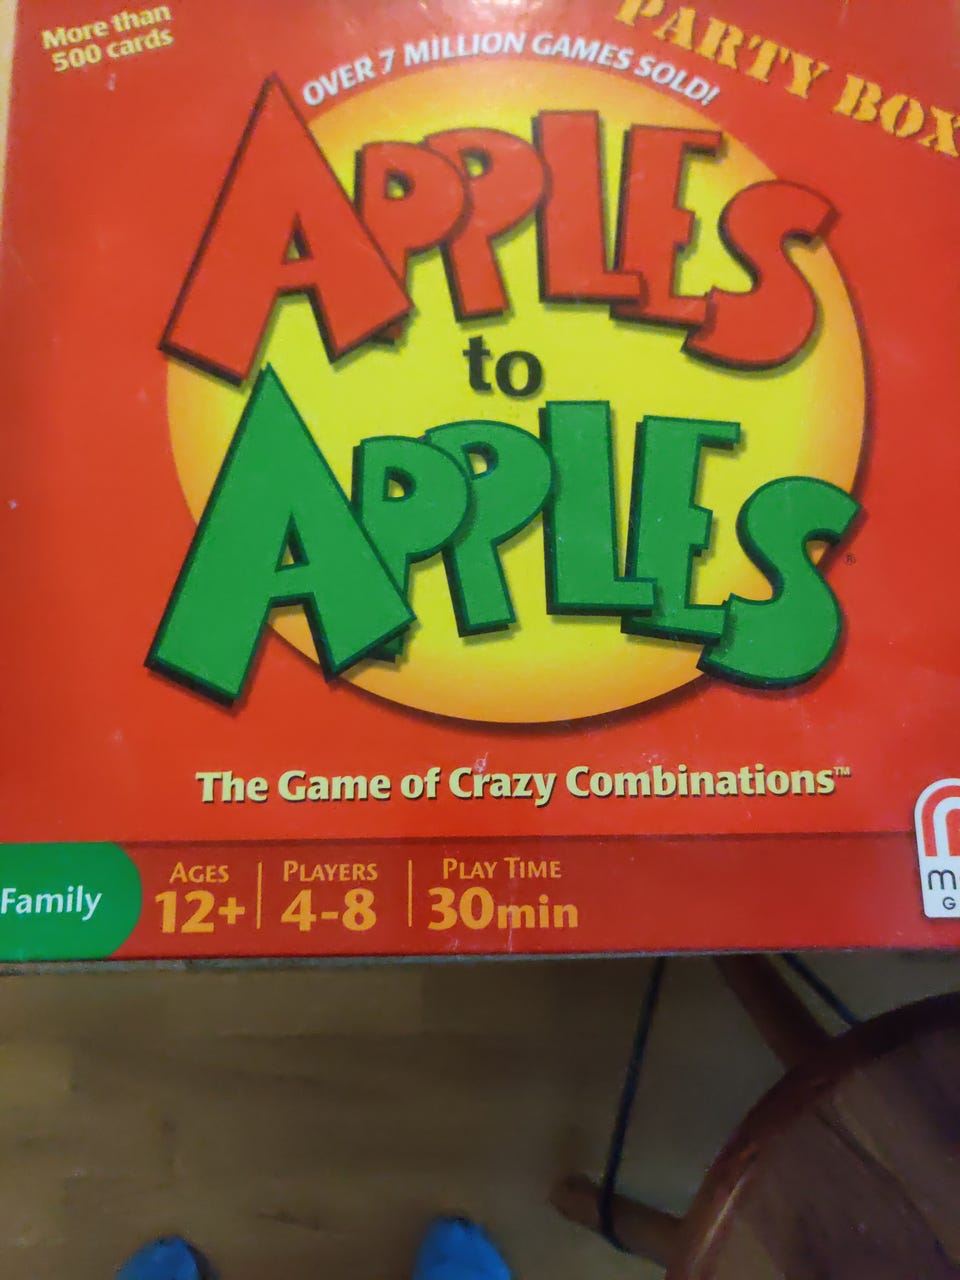 More than
500 cards
PARTY BOX
OVER 7 MILLION GAMES SOLD!
APPLES
to
APPLES®
The Game of Crazy Combinations™
Family
AGES
12+
PLAYERS
4-8
PLAY TIME
30min